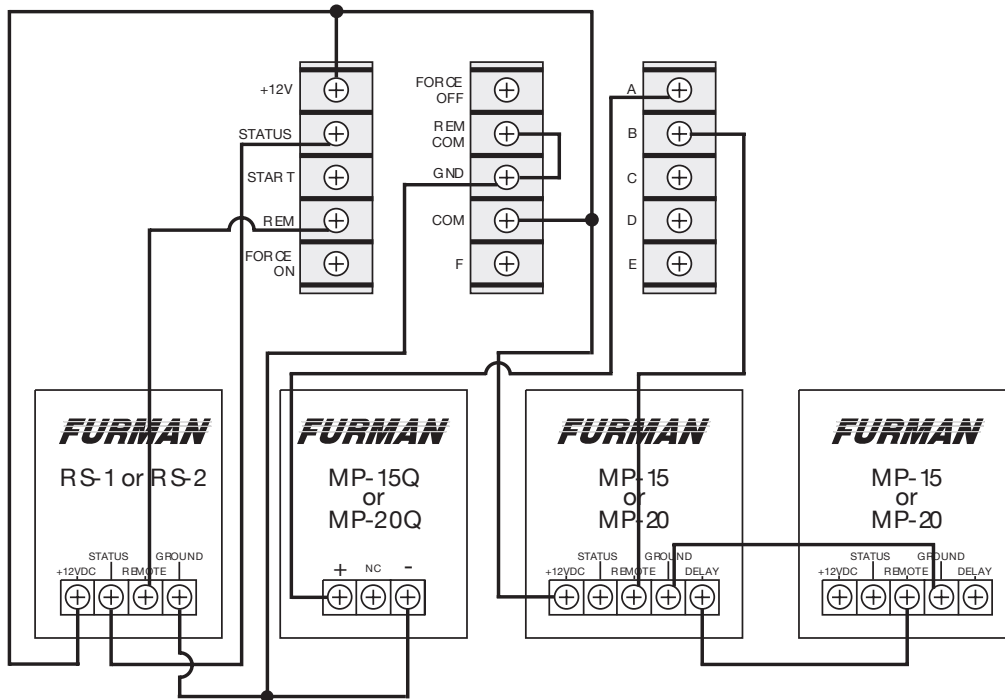 +12V
STATUS
START
REM
FORCE
ON
FORCE
OFF
REM
COM
GND
COM
F
A
B
C
D
E
FURMAN
RS-1 or RS-2
STATUS
GROUND
+12VDC
REMOTE
FURMAN
MP-15Q
or
MP-20Q
+
NC
-
FURMAN
MP-15
or
MP-20
STATUS
GROUND
+12VDC
REMOTE
DELAY
FURMAN
MP-15
or
MP-20
STATUS
GROUND
+12VDC
REMOTE
DELAY